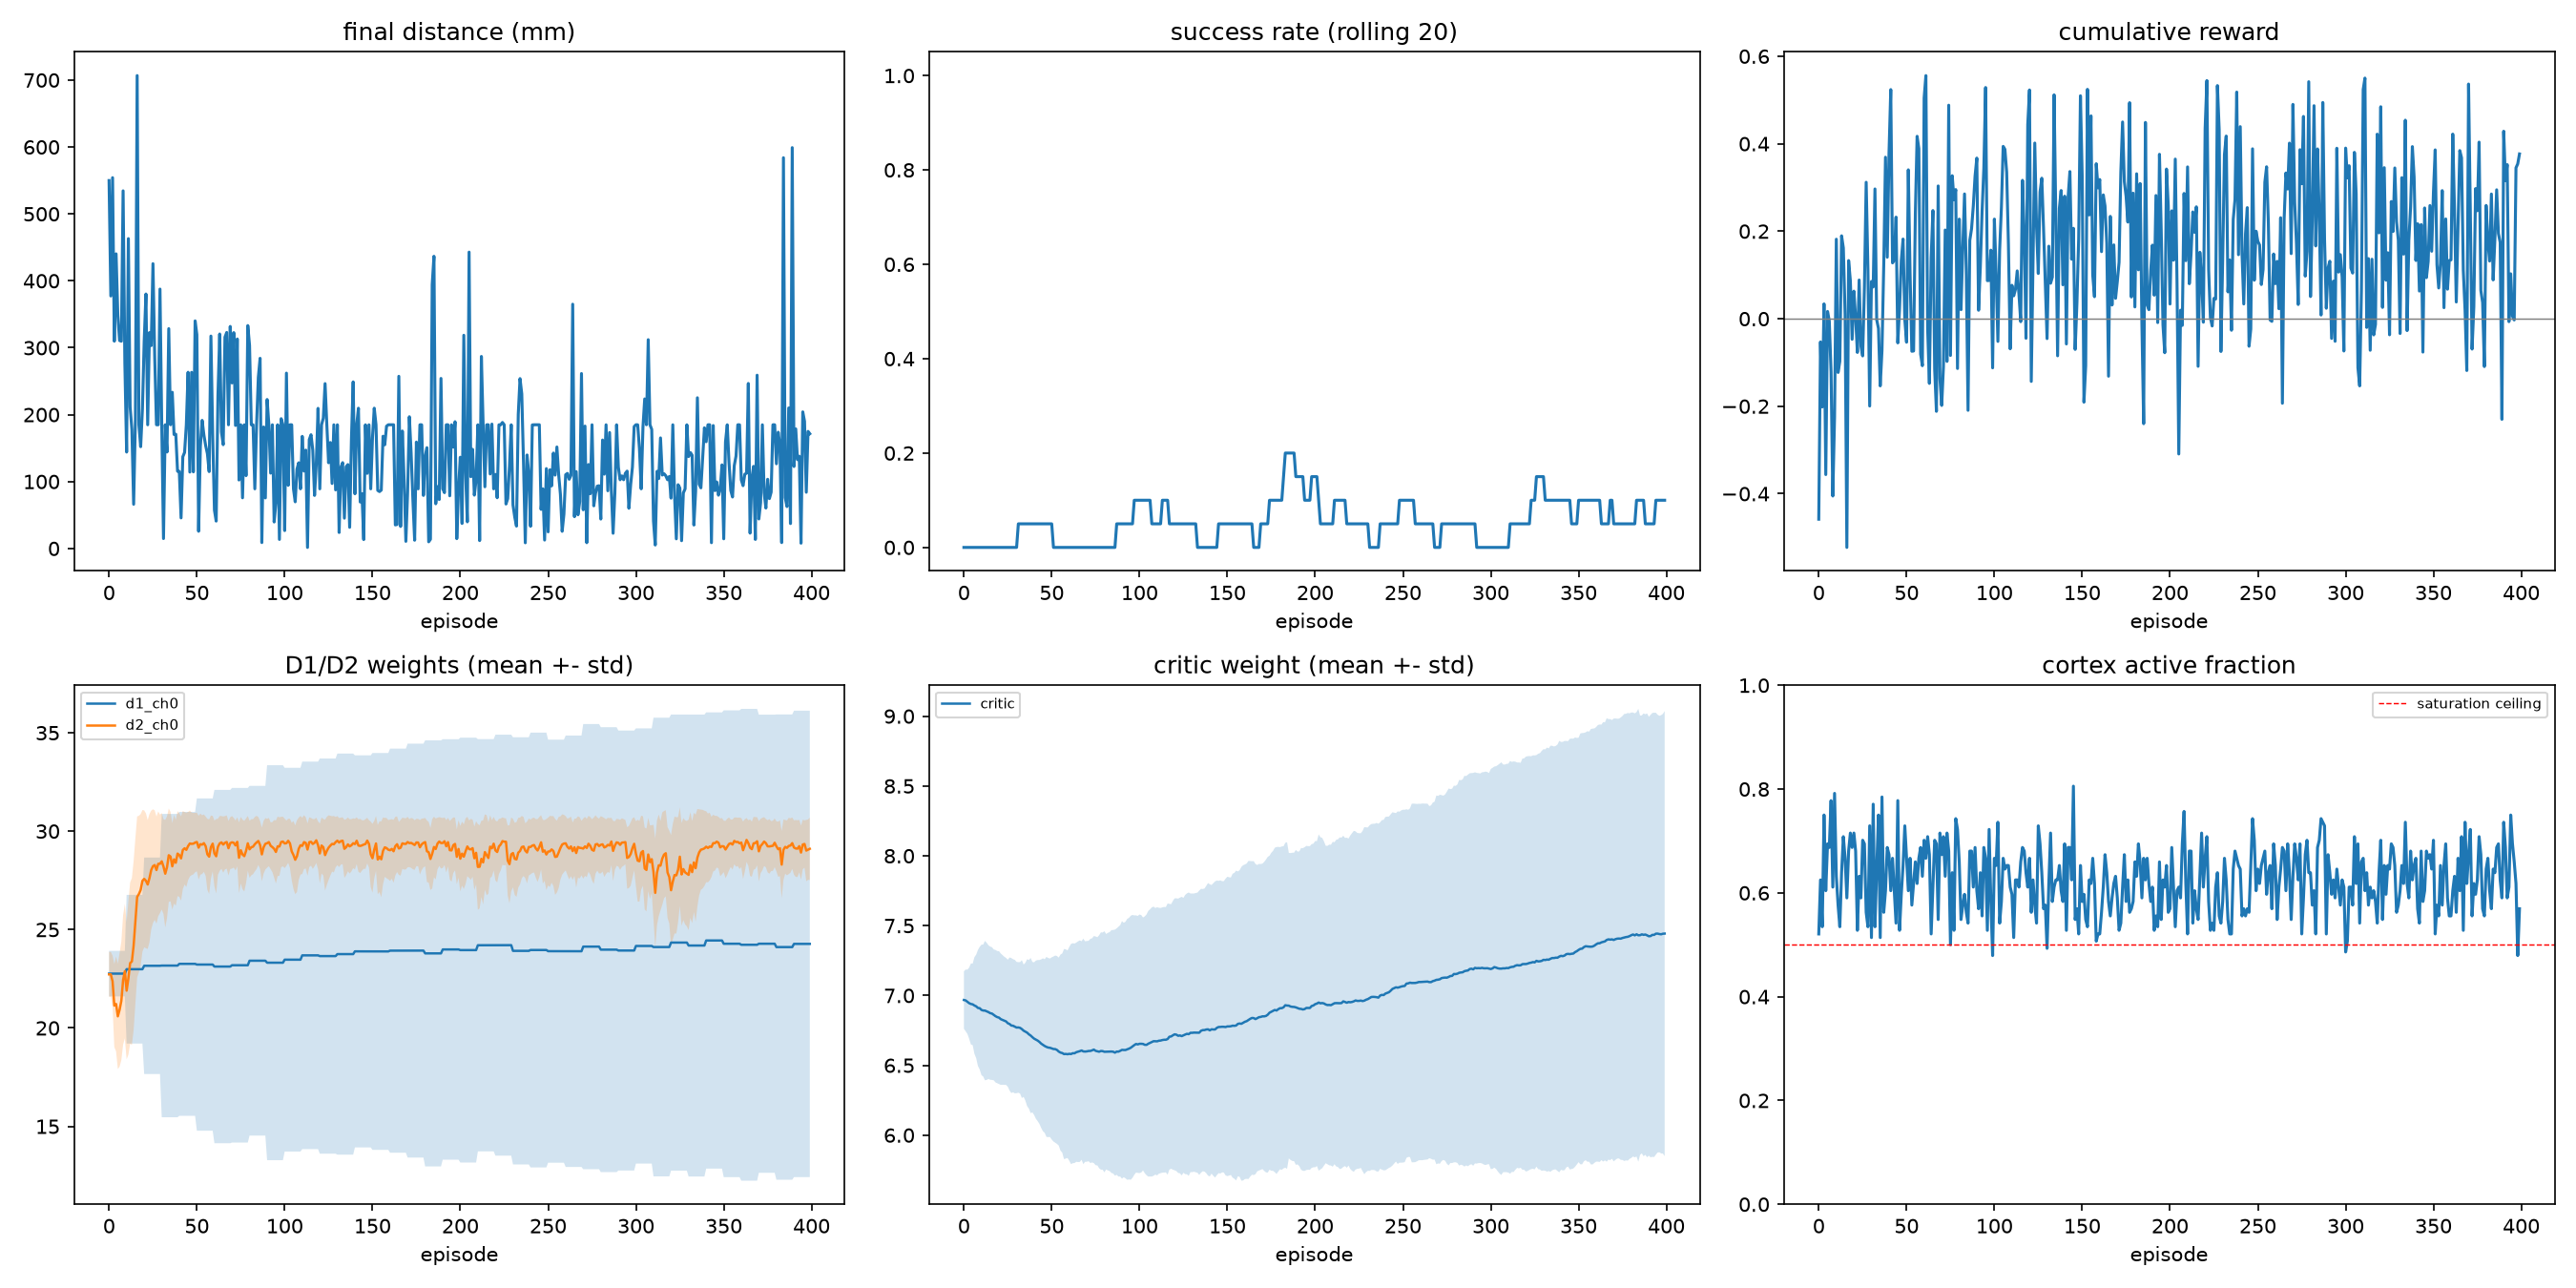 final distance (mm)
700
600
500
400
300
200
100
0
0 50 100 150 200 250 300 350 400
episode
success rate (rolling 20)
1.0
0.8
0.6
0.4
0.2
0.0
0 50 100 150 200 250 300 350 400
episode
cumulative reward
0.6
0.4
0.2
0.0
−0.2
−0.4
0 50 100 150 200 250 300 350 400
episode
D1/D2 weights (mean +- std)
d1_ch0
d2_ch0
35
30
25
20
15
0 50 100 150 200 250 300 350 400
episode
critic weight (mean +- std)
critic
9.0
8.5
8.0
7.5
7.0
6.5
6.0
0 50 100 150 200 250 300 350 400
episode
cortex active fraction
saturation ceiling
1.0
0.8
0.6
0.4
0.2
0.0
0 50 100 150 200 250 300 350 400
episode